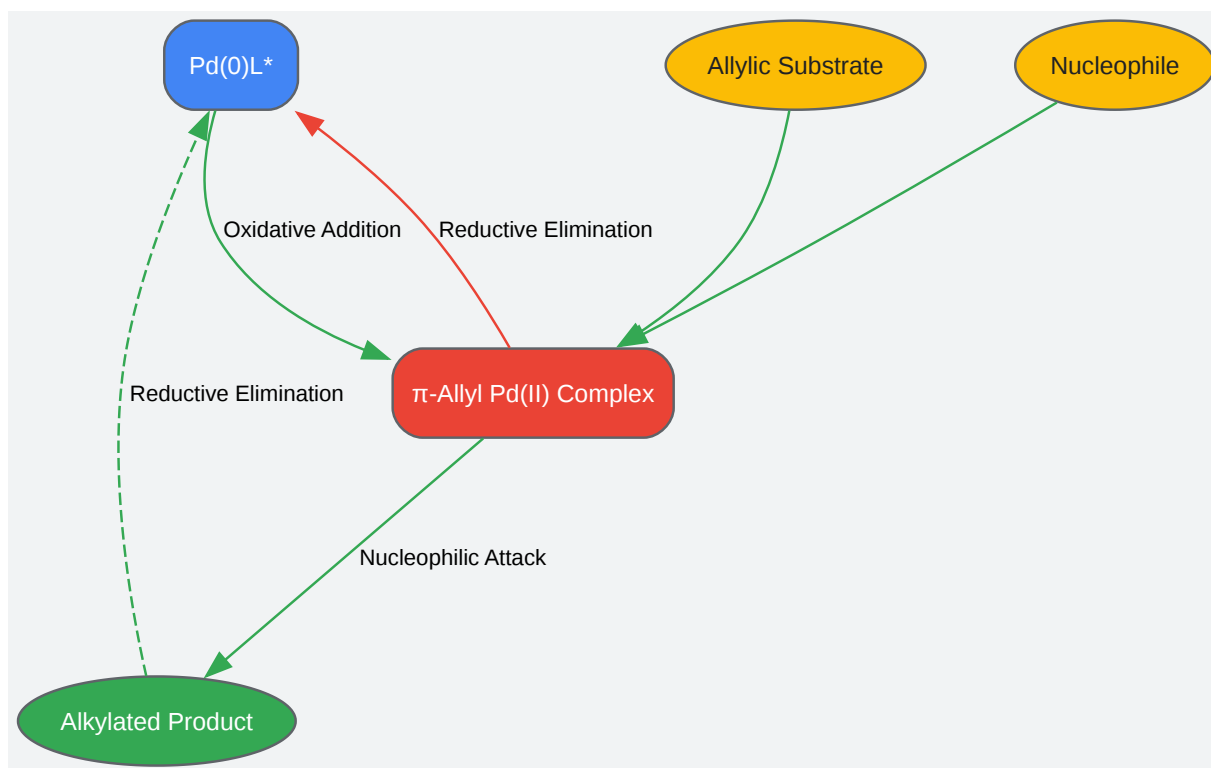 Pd(0)L*
Allylic Substrate
Nucleophile
Oxidative Addition
Reductive Elimination
Reductive Elimination
π-Allyl Pd(II) Complex
Nucleophilic Attack
Alkylated Product